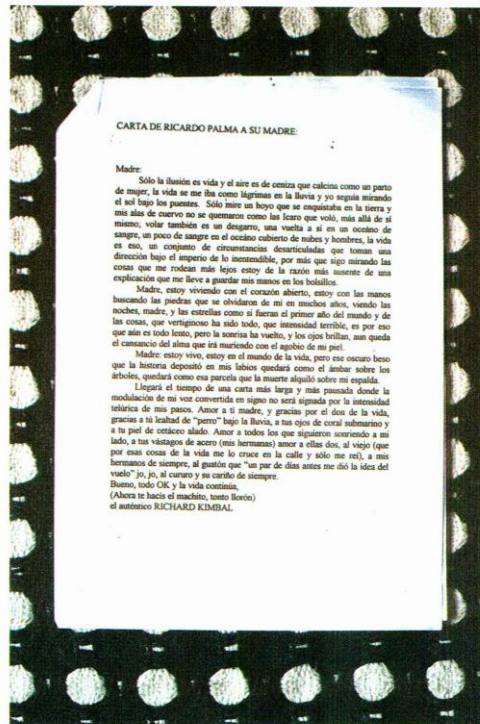 CARTA DE RICARDO PALMA A SU MADRE:
Madre:
Sólo la ilusión es vida y el aire es de ceniza que calcina como un parto
de mujer, la vida se me iba como lágrimas en la lluvia y yo seguia mirando
el sol bajo los puentes. Sólo mire un hoyo que se enquistaba en la tierra y
mis alas de cuervo no se quemaron como las Icaro que voló, más allá de si
mismo, volar también es un desgarro, una vuelta a si en un océano de
sangre, un poco de sangre en el océano cubierto de nubes y hombres, la vida
es eso, un conjunto de circunstancias desarticuladas que toman una
dirección bajo el imperio de lo inentendible, por más que sigo mirando las
cosas que me rodean más lejos estoy de la razón más ausente de una
explicación que me lleve a guardar mis manos en los bolsillos.
Madre, estoy viviendo con el corazón abierto, estoy con las manos
buscando las piedras que se olvidaron de mi en muchos años, viendo las
noches, madre, y las estrellas como si fueran el primer año del mundo y de
las cosas, que vertiginoso ha sido todo, que intensidad terrible, es por eso
que aún es todo lento, pero la sonrisa ha vuelto, y los ojos brillan, aun queda
el cansancio del alma que irá muriendo con el agobio de mi piel.
Madre: estoy vivo, estoy en el mundo de la vida, pero ese oscuro beso
que la historia depositó en mis labios quedará como el ámbar sobre los
árboles, quedará como esa parcela que la muerte alquiló sobre mi espalda.
Llegará el tiempo de una carta más larga y más pausada donde la
modulación de mi voz convertida en signo no será signada por la intensidad
telúrica de mis pasos. Amor a ti madre, y gracias por el don de la vida,
gracias a tú lealtad de "perro" bajo la lluvia, a tus ojos de coral submarino y
a tu piel de cetáceo alado. Amor a todos los que siguieron sonriendo a mi
lado, a tus vástagos de acero (mis hermanas) amor a ellas dos, al viejo (que
por esas cosas de la vida me lo cruce en la calle y sólo me reí), a mis
hermanos de siempre, al guatón que "un par de días antes me dió la idea del
vuelo" jo, jo, al cururo y su cariño de siempre.
Bueno, todo OK y la vida continúa,
(Ahora te hacis el machito, tonto llorón)
el auténtico RICHARD KIMBAL